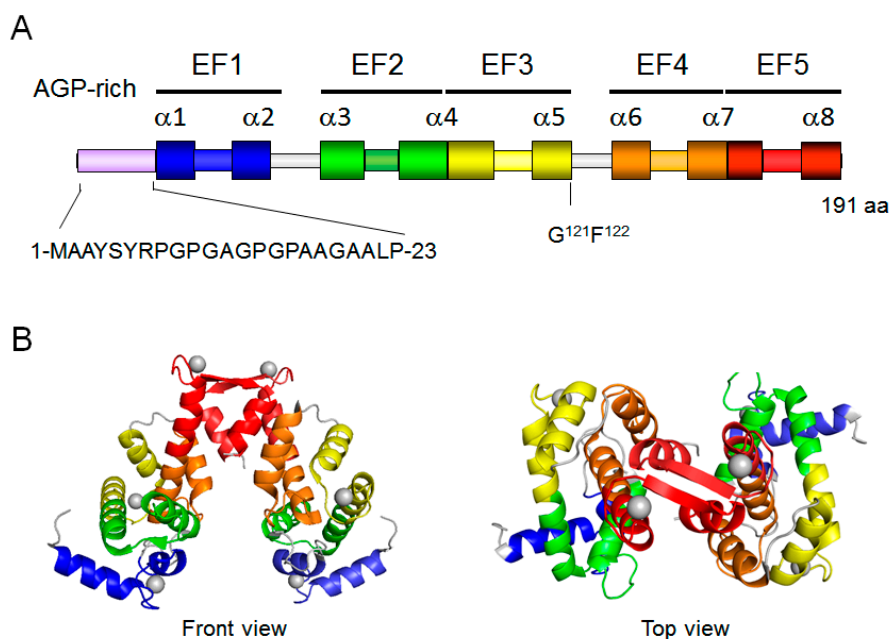 A
EF1 EF2 EF3 EF4 EF5
AGP-rich
α1 α2 α3 α4 α5 α6 α7 α8
191 aa
G¹²¹F¹²²
1-MAAYSYRPGPGAGPGPAAGAALP-23
B
Front view Top view